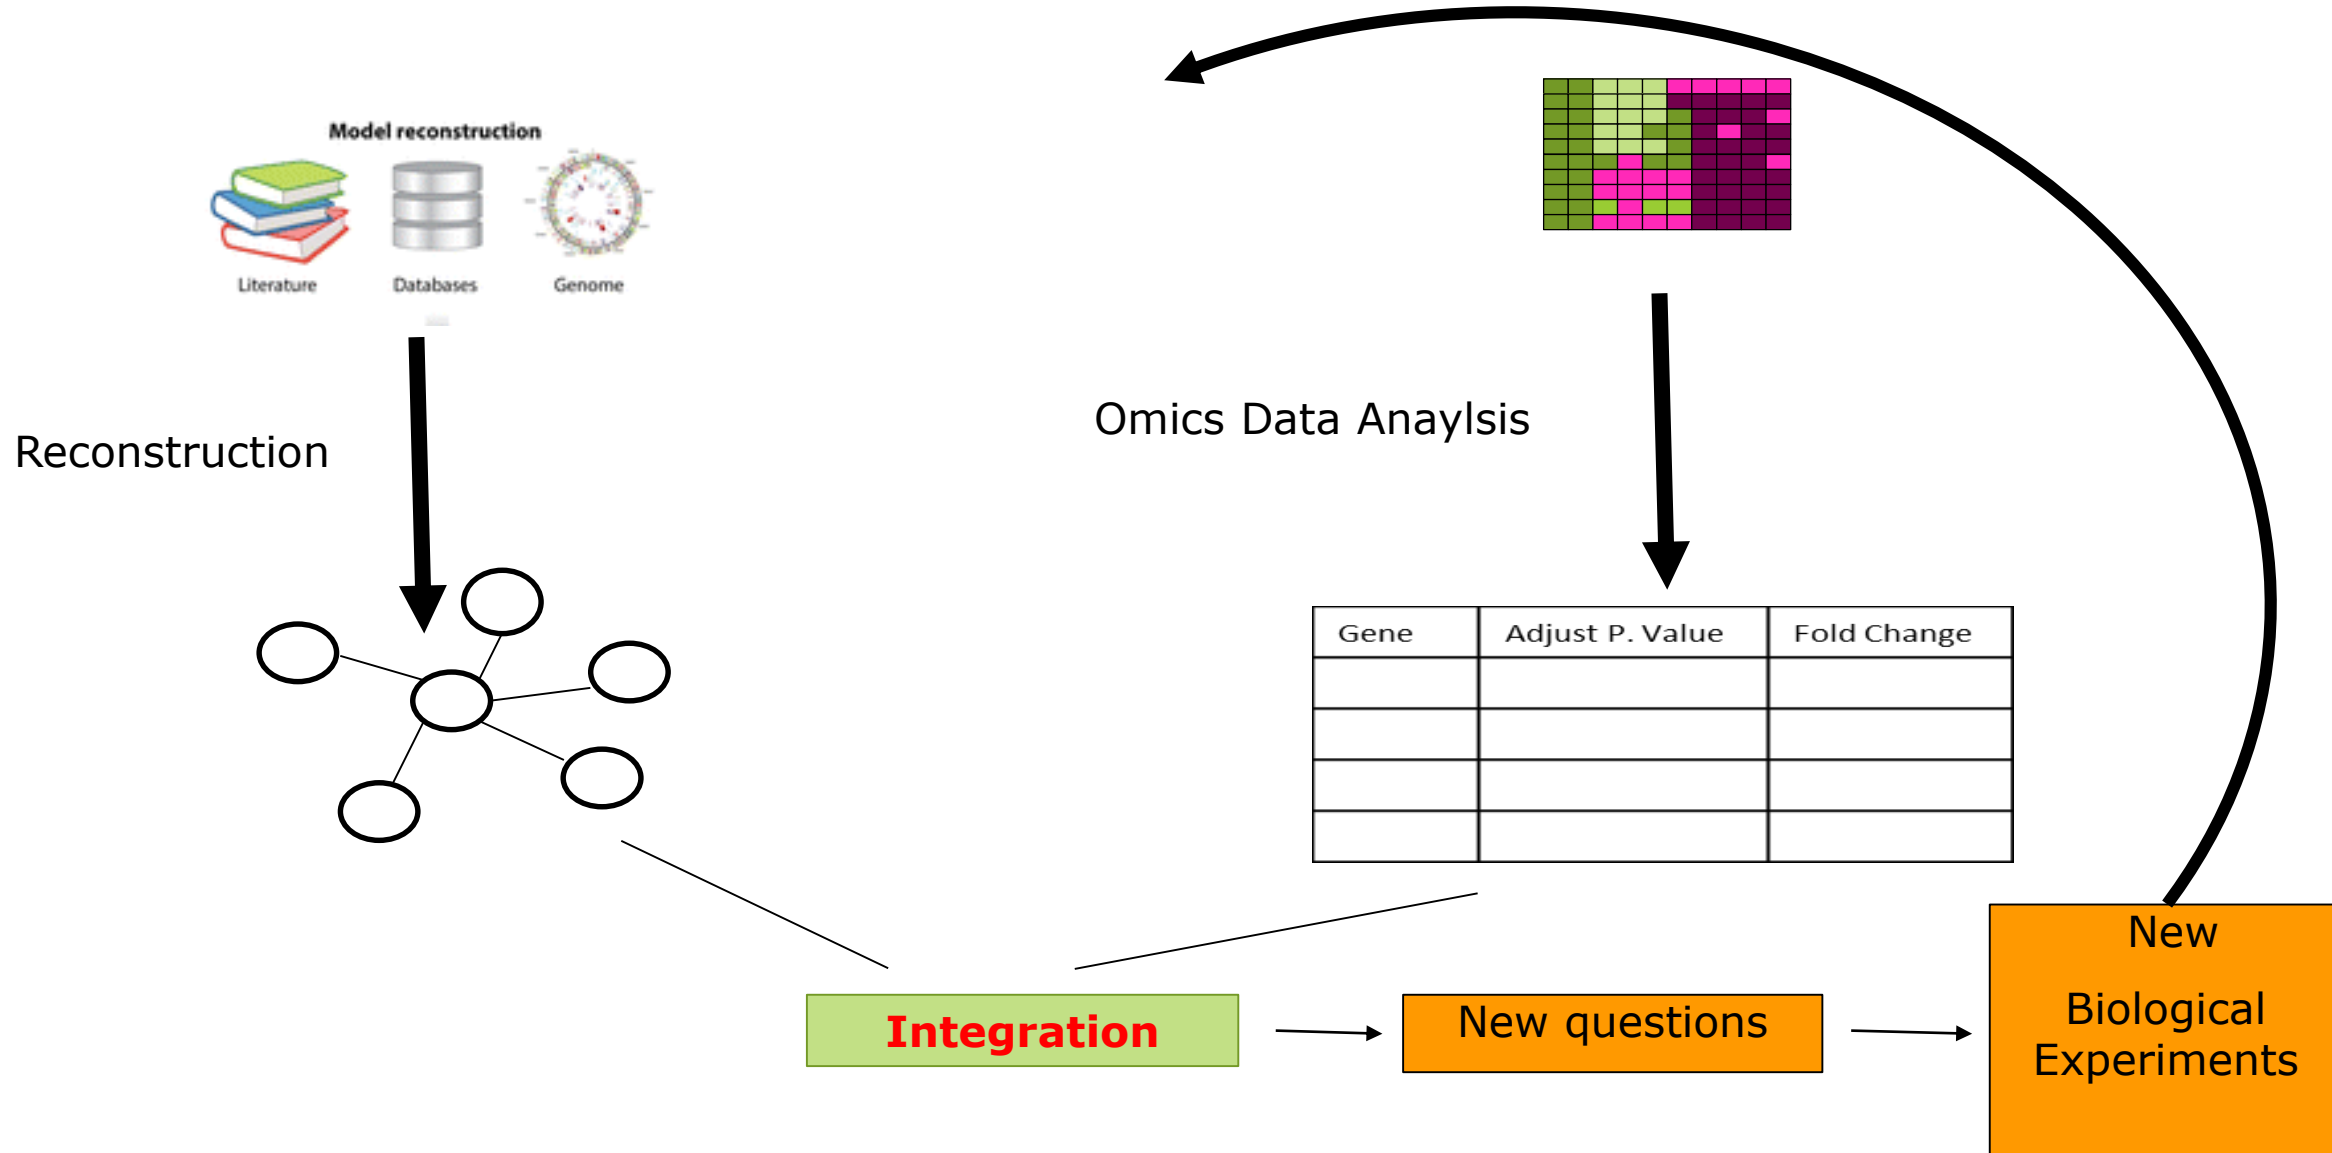 Model reconstruction
Literature
Databases
Genome
Reconstruction
Omics Data Anaylsis
Gene
Adjust P. Value
Fold Change
Integration
New questions
New
Biological
Experiments